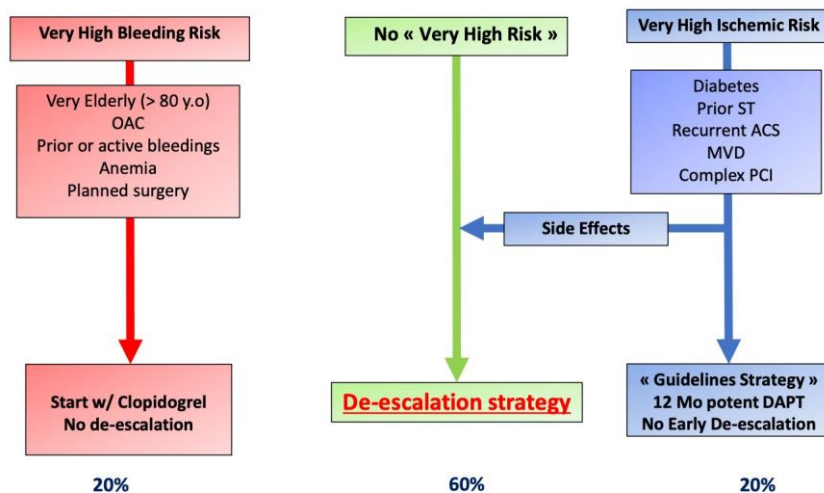 Very High Bleeding Risk
Very Elderly (> 80 y.o)
OAC
Prior or active bleedings
Anemia
Planned surgery
Start w/ Clopidogrel
No de-escalation
20%
No « Very High Risk »
De-escalation strategy
60%
Very High Ischemic Risk
Diabetes
Prior ST
Recurrent ACS
MVD
Complex PCI
Side Effects
« Guidelines Strategy »
12 Mo potent DAPT
No Early De-escalation
20%